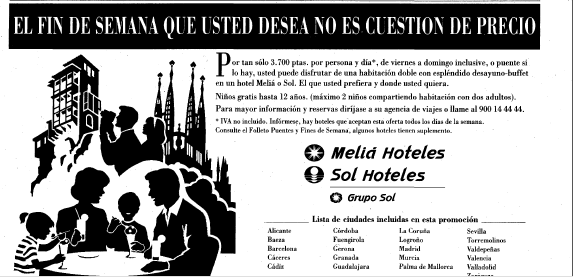 EL FIN DE SEMANA QUE USTED DESEA NO ES CUESTION DE PRECIO
Por tan sólo 3.700 ptas. por persona y día*, de viernes a domingo inclusive, o puente si
lo hay, usted puede disfrutar de una habitación doble con espléndido desayuno-buffet
en un hotel Meliá o Sol. El que usted prefiera y donde usted quiera.
Niños gratis hasta 12 años. (máximo 2 niños compartiendo habitación con dos adultos).
Para mayor información y reservas diríjase a su agencia de viajes o llame al 900 14 44 44.
* IVA no incluido. Infórmese, hay hoteles que aceptan esta oferta todos los días de la semana.
Consulte el Folleto Puentes y Fines de Semana, algunos hoteles tienen suplemento.
Meliá Hoteles
Sol Hoteles
Grupo Sol
Lista de ciudades incluidas en esta promoción
Alicante Córdoba La Coruña Sevilla
Baeza Fuengirola Logroño Torremolinos
Barcelona Gerona Madrid Valdepeñas
Cáceres Granada Murcia Valencia
Cádiz Guadalajara Palma de Mallorca Valladolid